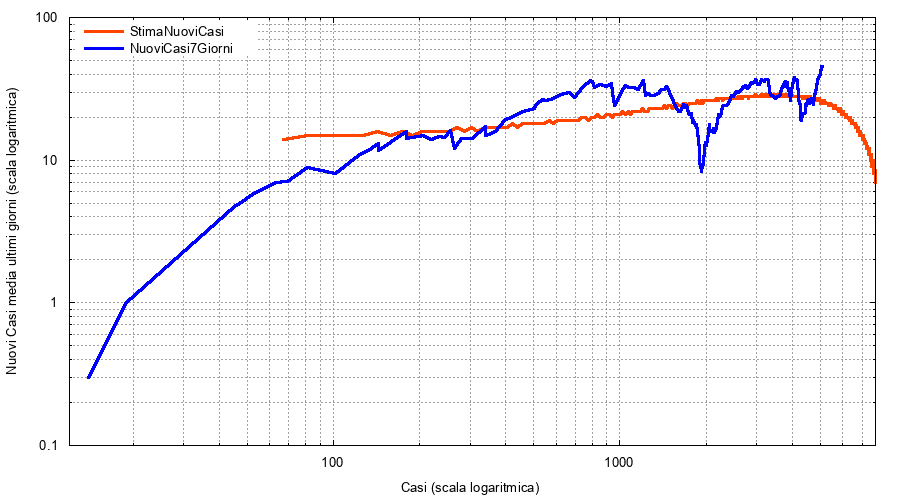 100
10
1
0.1
100
1000
StimaNuoviCasi
NuoviCasi7Giorni
Nuovi Casi media ultimi giorni (scala logaritmica)
Casi (scala logaritmica)